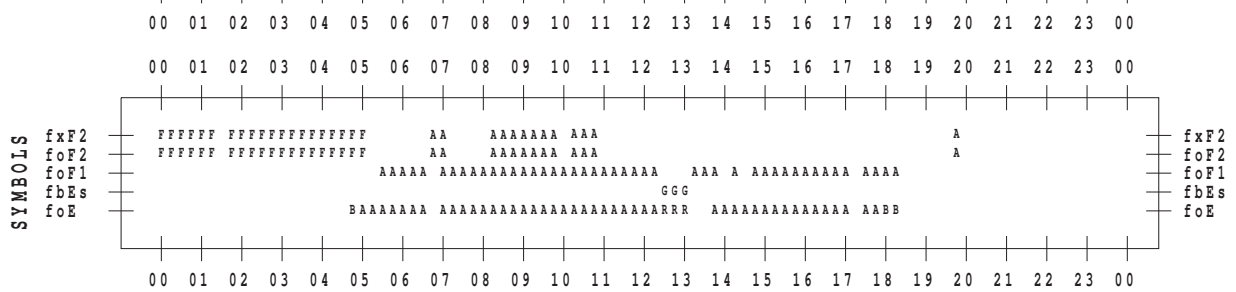 00 01 02 03 04 05 06 07 08 09 10 11 12 13 14 15 16 17 18 19 20 21 22 23 00
00 01 02 03 04 05 06 07 08 09 10 11 12 13 14 15 16 17 18 19 20 21 22 23 00
SYMBOLS
fxF2 FFFFFF FFFFFFFFFFFFFF AA AAAAAAA AAA A fxF2
foF2 FFFFFF FFFFFFFFFFFFFF AA AAAAAAA AAA A foF2
foF1 AAAAA AAAAAAAAAAAAAAAAAAAAAA AAA A AAAAAAAAAA AAAA foF1
fbEs GGG fbEs
foE BAAAAAAA AAAAAAAAAAAAAAAAAAAAAARRR AAAAAAAAAAAAAA AABB foE
00 01 02 03 04 05 06 07 08 09 10 11 12 13 14 15 16 17 18 19 20 21 22 23 00